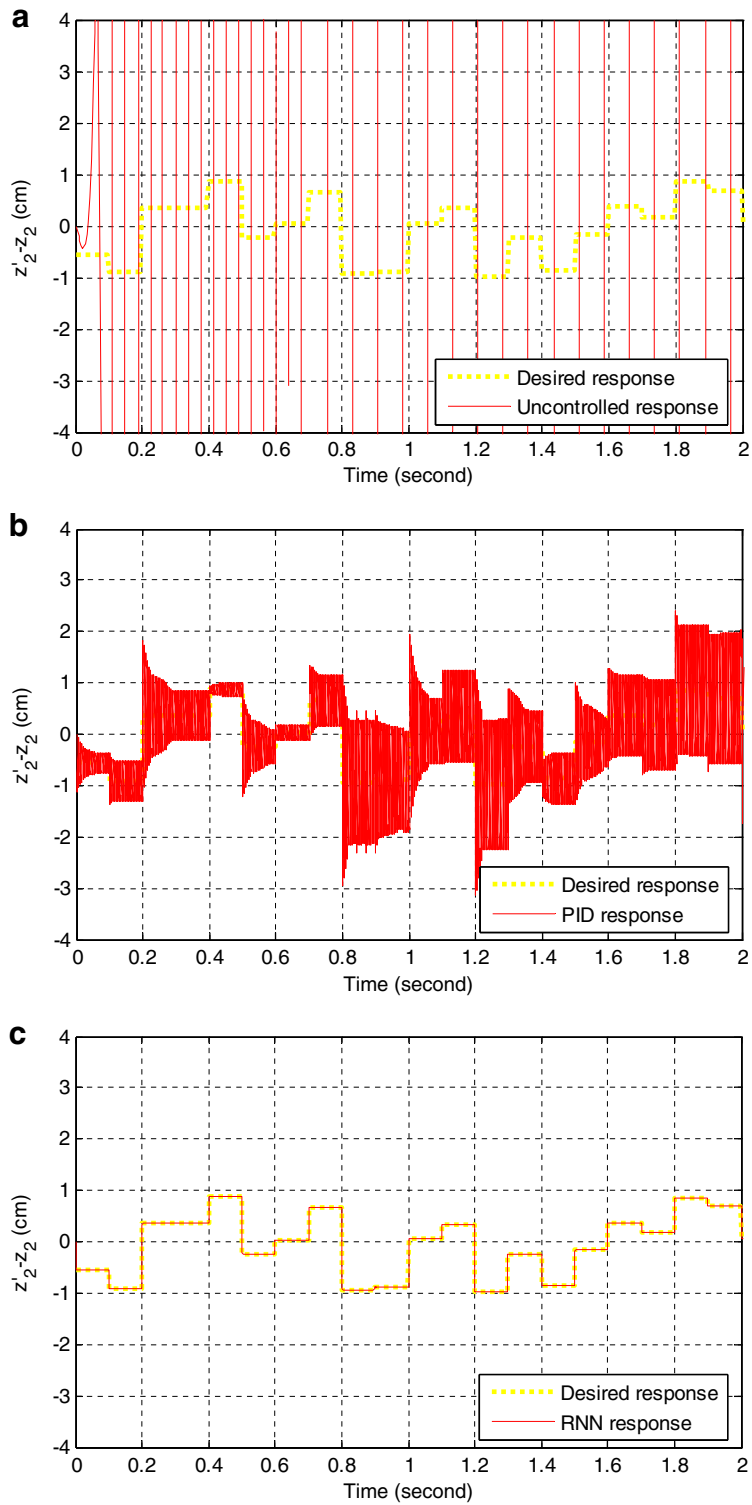 a
4
3
2
1
0
-1
-2
-3
-4
z'2-z2 (cm)
Desired response
Uncontrolled response
0 0.2 0.4 0.6 0.8 1 1.2 1.4 1.6 1.8 2
Time (second)
b
4
3
2
1
0
-1
-2
-3
-4
z'2-z2 (cm)
Desired response
PID response
0 0.2 0.4 0.6 0.8 1 1.2 1.4 1.6 1.8 2
Time (second)
c
4
3
2
1
0
-1
-2
-3
-4
z'2-z2 (cm)
Desired response
RNN response
0 0.2 0.4 0.6 0.8 1 1.2 1.4 1.6 1.8 2
Time (second)